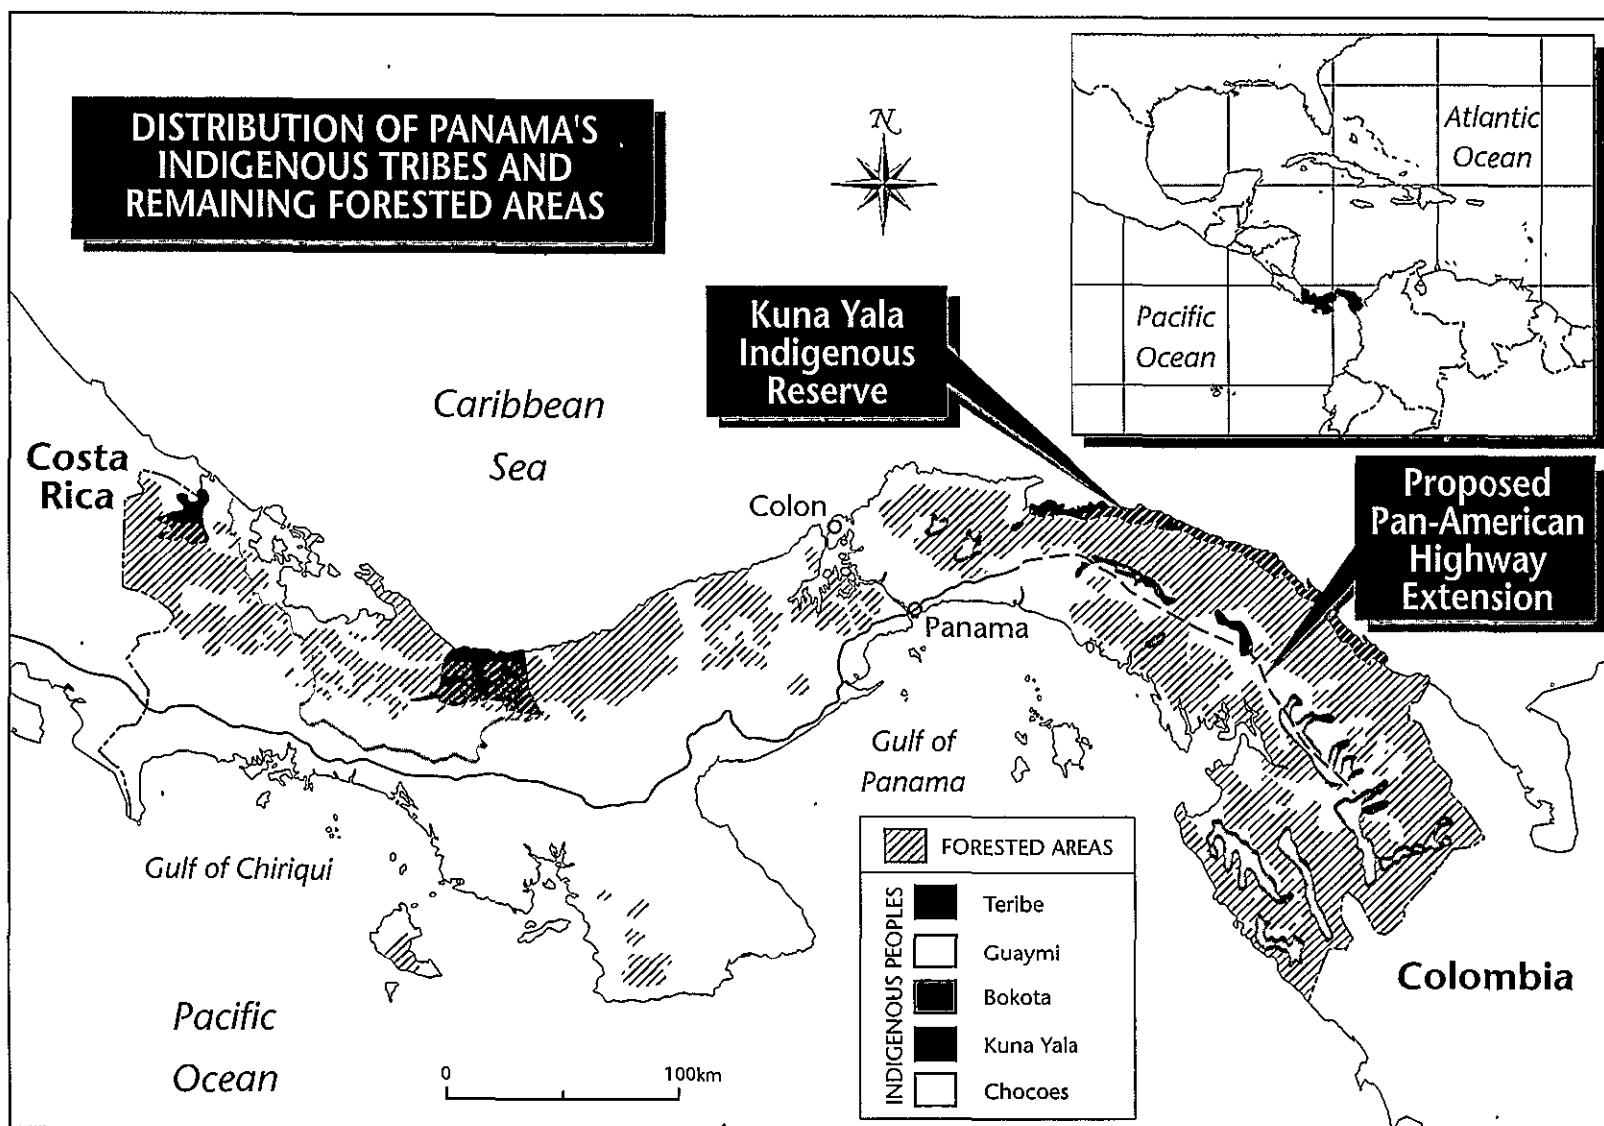 DISTRIBUTION OF PANAMA'S
INDIGENOUS TRIBES AND
REMAINING FORESTED AREAS
N
Atlantic
Ocean
Pacific
Ocean
Kuna Yala
Indigenous
Reserve
Caribbean
Sea
Costa
Rica
Proposed
Pan-American
Highway
Extension
Colon
Panama
Gulf of
Panama
Gulf of Chiriqui
FORESTED AREAS
INDIGENOUS PEOPLES
Teribe
Guaymi
Bokota
Kuna Yala
Chocoes
Colombia
Pacific
Ocean
0 100km